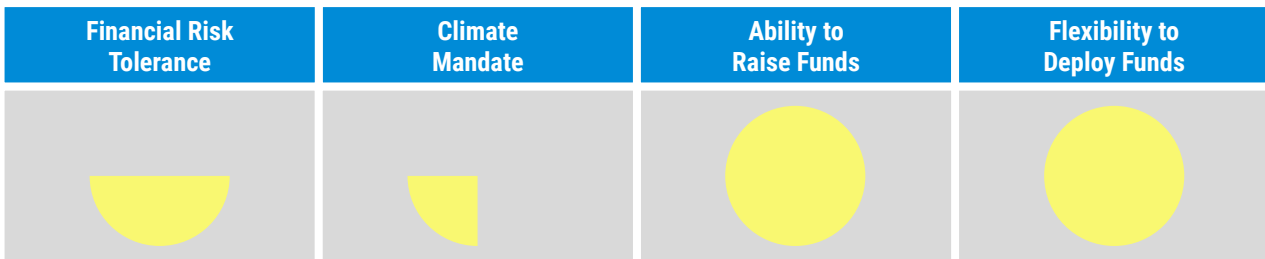 Financial Risk
Tolerance
Climate
Mandate
Ability to
Raise Funds
Flexibility to
Deploy Funds